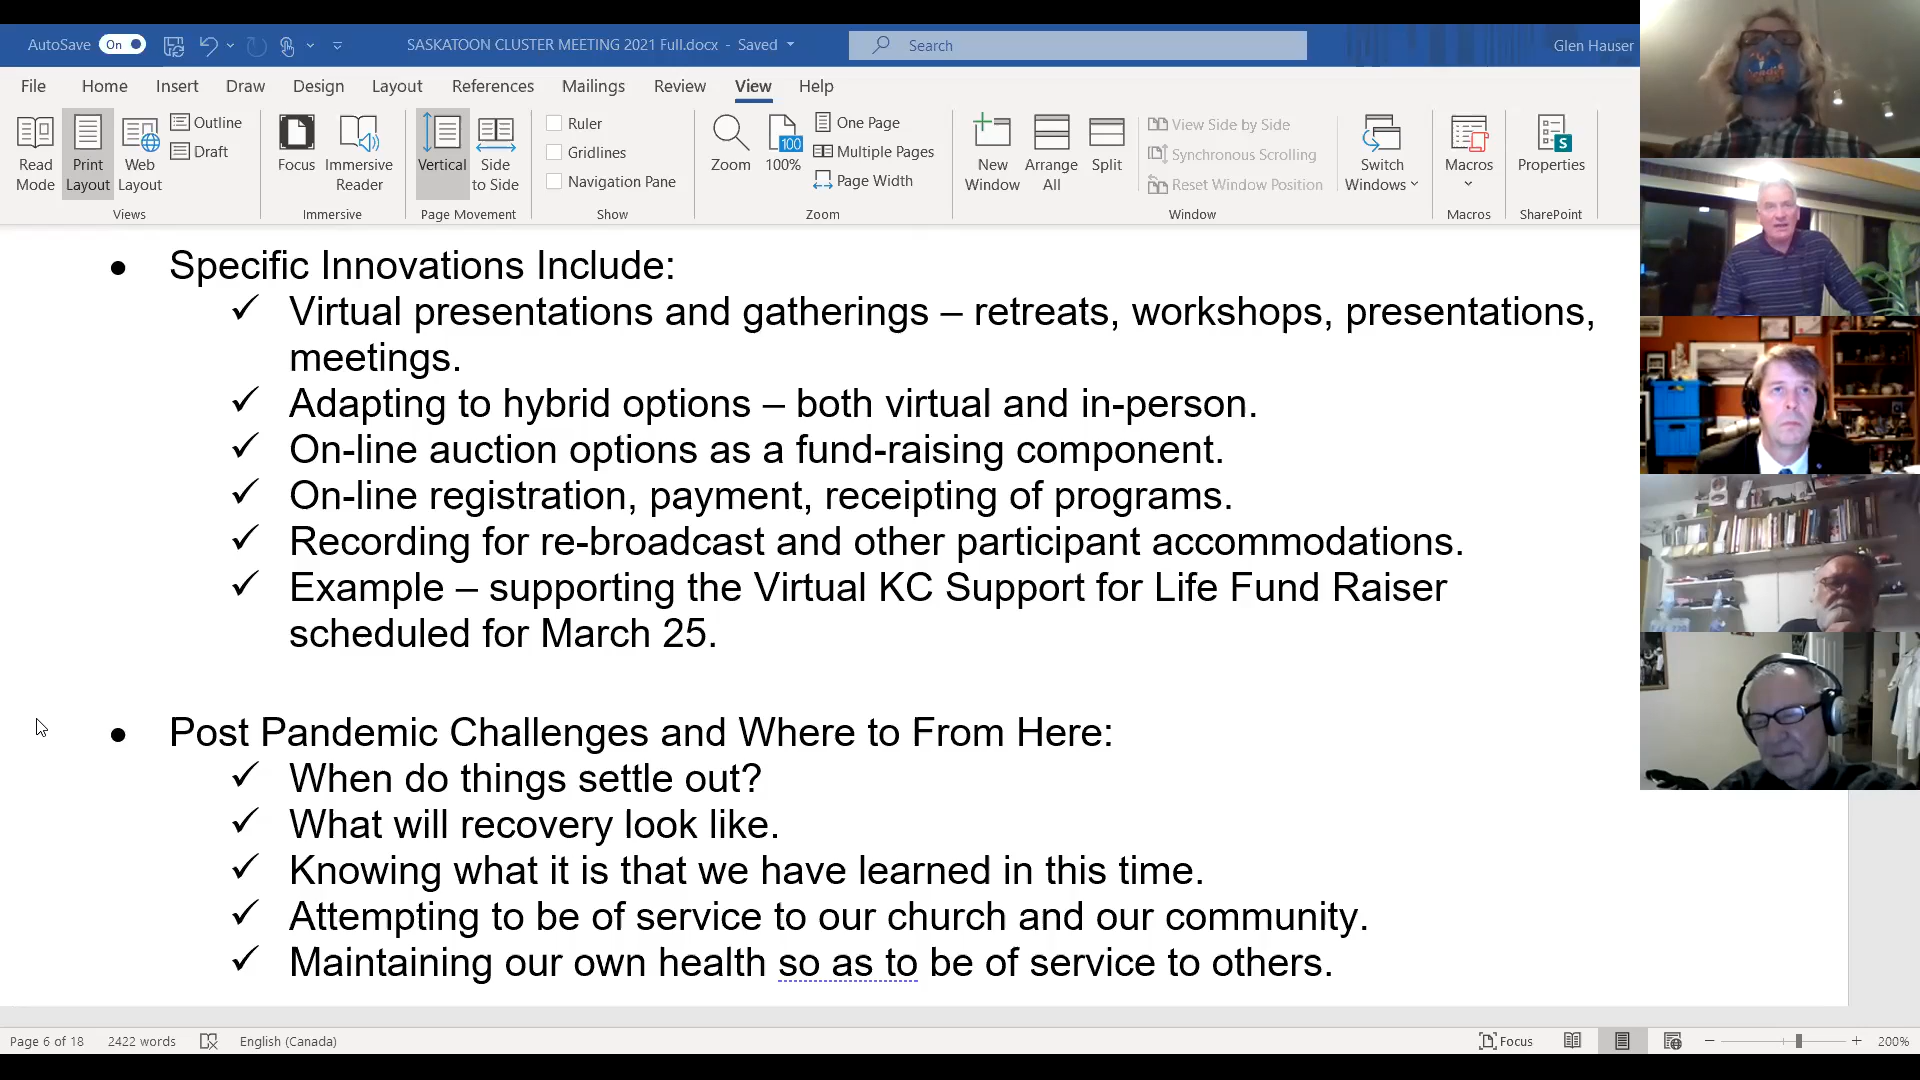 AutoSave On
SASKATOON CLUSTER MEETING 2021 Full.docx - Saved
Search
Glen Hauser
File Home Insert Draw Design Layout References Mailings Review View Help
Read Mode
Print Layout
Web Layout
Outline
Draft
Views
Focus
Immersive Reader
Immersive
Vertical
Side to Side
Page Movement
Ruler
Gridlines
Navigation Pane
Show
Zoom
100
100%
One Page
Multiple Pages
Page Width
Zoom
New Window
Arrange All
Split
View Side by Side
Synchronous Scrolling
Reset Window Position
Switch Windows
Window
Macros
Macros
S
Properties
SharePoint
● Specific Innovations Include:
✓ Virtual presentations and gatherings – retreats, workshops, presentations,
meetings.
✓ Adapting to hybrid options – both virtual and in-person.
✓ On-line auction options as a fund-raising component.
✓ On-line registration, payment, receipting of programs.
✓ Recording for re-broadcast and other participant accommodations.
✓ Example – supporting the Virtual KC Support for Life Fund Raiser
scheduled for March 25.
● Post Pandemic Challenges and Where to From Here:
✓ When do things settle out?
✓ What will recovery look like.
✓ Knowing what it is that we have learned in this time.
✓ Attempting to be of service to our church and our community.
✓ Maintaining our own health so as to be of service to others.
Page 6 of 18 2422 words English (Canada) Focus 200%